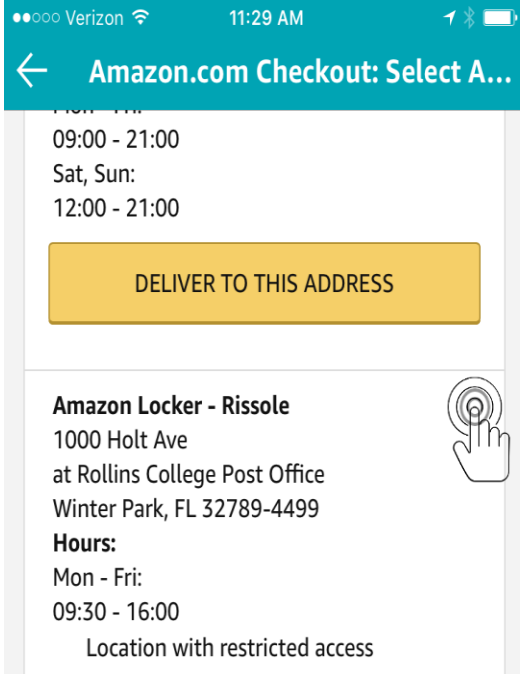 Verizon 11:29 AM
Amazon.com Checkout: Select A...
Mon - Fri:
09:00 - 21:00
Sat, Sun:
12:00 - 21:00
DELIVER TO THIS ADDRESS
Amazon Locker - Rissole
1000 Holt Ave
at Rollins College Post Office
Winter Park, FL 32789-4499
Hours:
Mon - Fri:
09:30 - 16:00
Location with restricted access